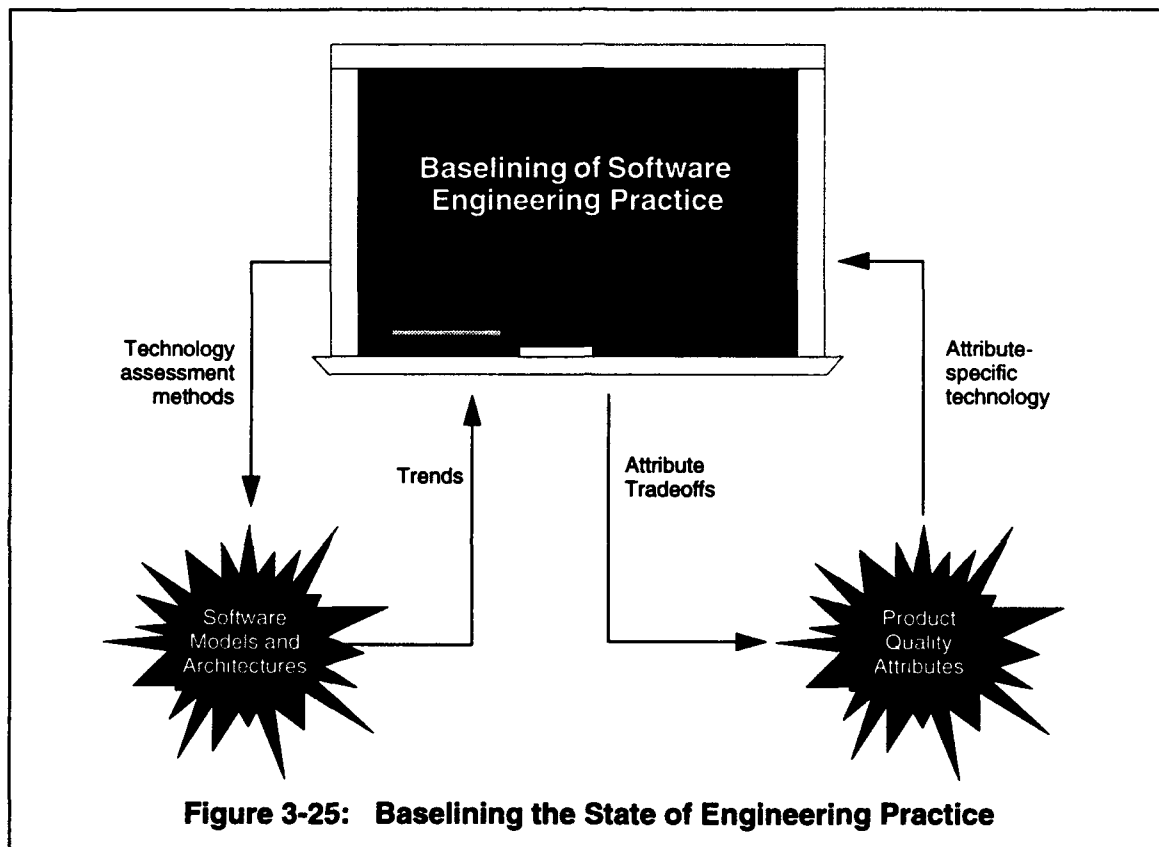 Baselining of Software
Engineering Practice
Technology
assessment
methods
Attribute-
specific
technology
Trends
Attribute
Tradeoffs
Software
Models and
Architectures
Product
Quality
Attributes
Figure 3-25: Baselining the State of Engineering Practice